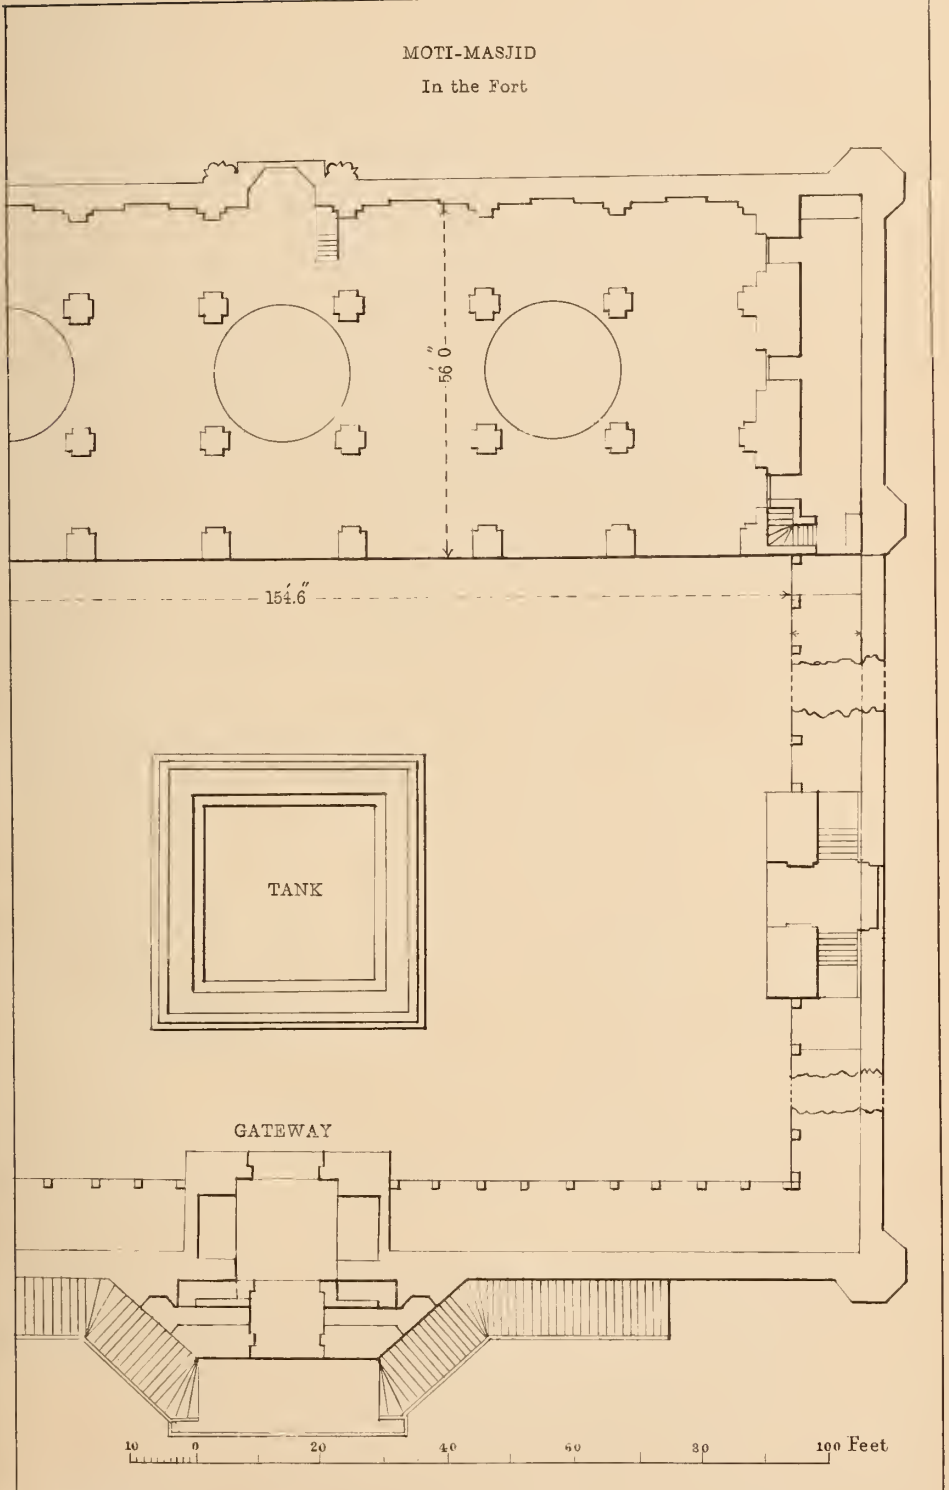 MOTI-MASJID
In the Fort
56′ 0″
154′.6″
TANK
GATEWAY
10 0 20 40 60 80 100 Feet